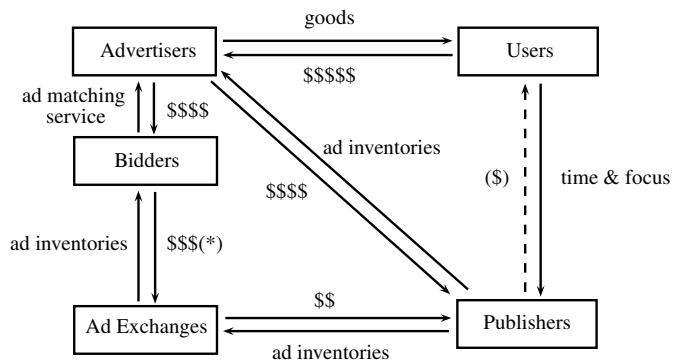 goods
Advertisers
Users
$$$$$
ad matching
service
$$$$
Bidders
ad inventories
$$$$
($)
time & focus
ad inventories
$$$(*)
$$
Ad Exchanges
Publishers
ad inventories